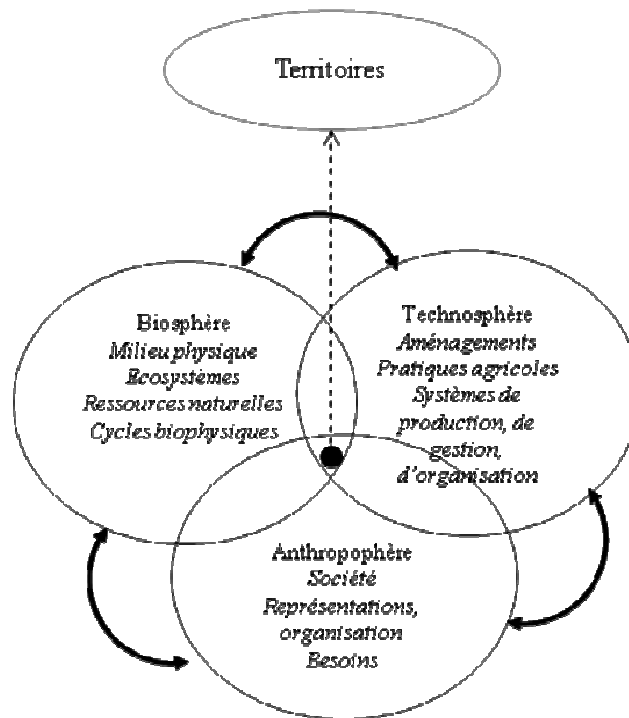 Territoires
Biosphère
Milieu physique
Ecosystèmes
Ressources naturelles
Cycles biophysiques
Technosphère
Aménagements
Pratiques agricoles
Systèmes de
production, de
gestion,
d'organisation
Anthropophère
Société
Représentations,
organisation
Besoins